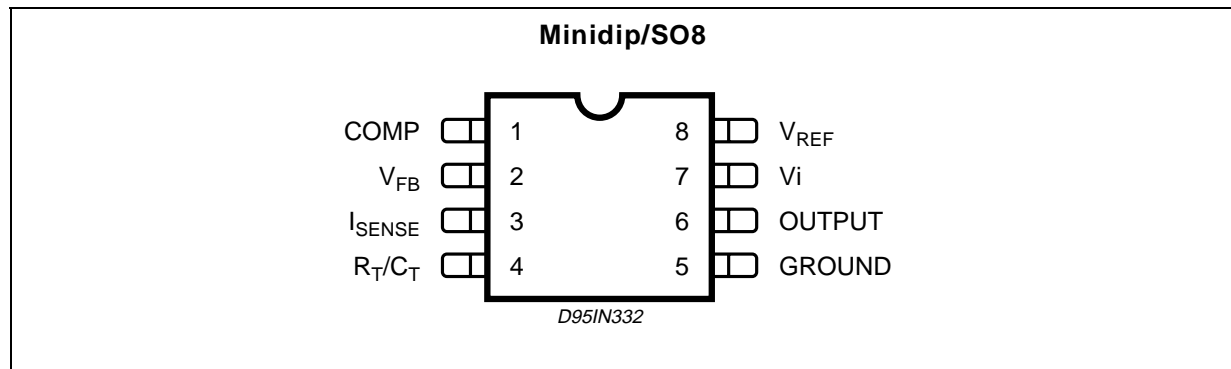 Minidip/SO8
COMP 1 8 VREF
VFB 2 7 Vi
ISENSE 3 6 OUTPUT
RT/CT 4 5 GROUND
D95IN332